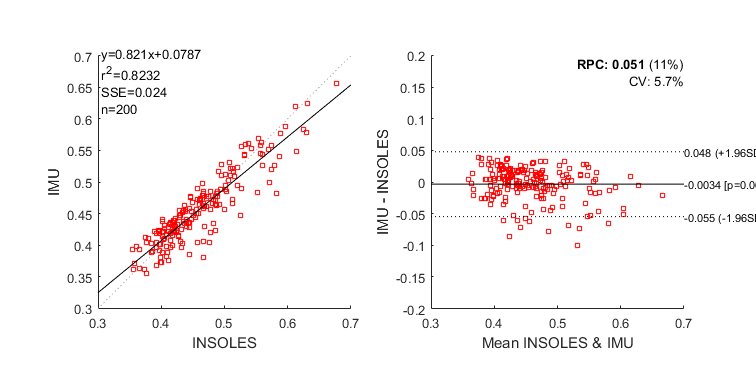 y=0.821x+0.0787
r2=0.8232
SSE=0.024
n=200
0.7
0.65
0.6
0.55
0.5
0.45
0.4
0.35
0.3
IMU
0.3 0.4 0.5 0.6 0.7
INSOLES
RPC: 0.051 (11%)
CV: 5.7%
0.2
0.15
0.1
0.05
0
-0.05
-0.1
-0.15
-0.2
IMU - INSOLES
0.048 (+1.96S
-0.0034 [p=0.0
-0.055 (-1.96S
0.3 0.4 0.5 0.6 0.7
Mean INSOLES & IMU